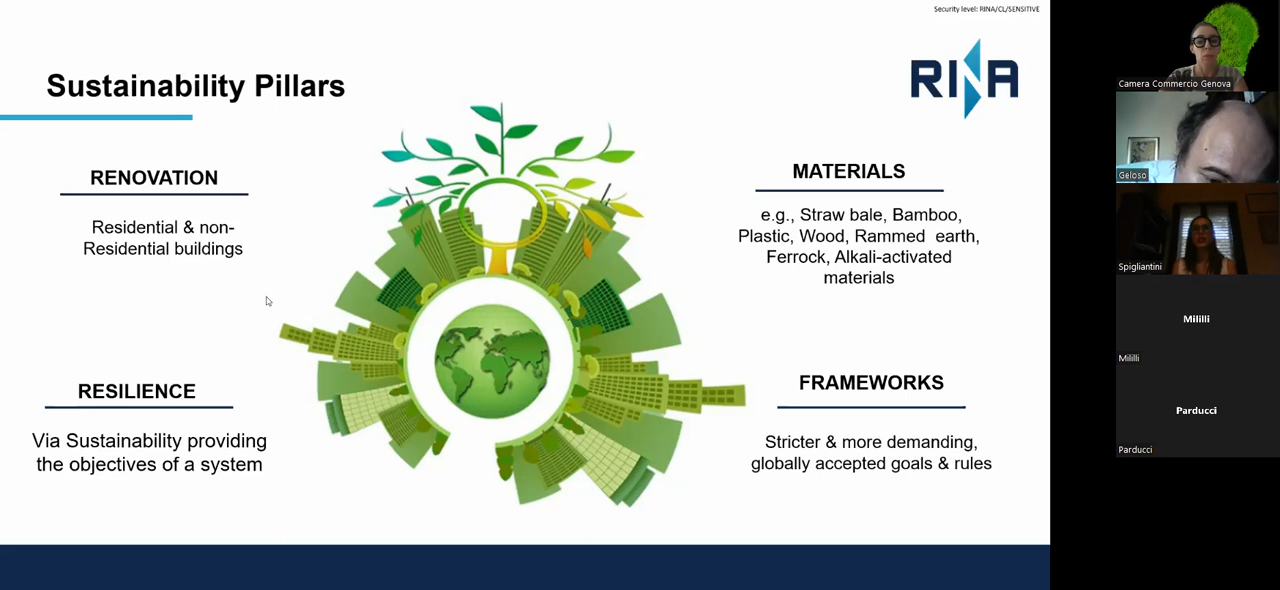 Security level: RINA/CL/SENSITIVE
Sustainability Pillars
RINA
RENOVATION
Residential & non-
Residential buildings
MATERIALS
e.g., Straw bale, Bamboo,
Plastic, Wood, Rammed earth,
Ferrock, Alkali-activated
materials
RESILIENCE
Via Sustainability providing
the objectives of a system
FRAMEWORKS
Stricter & more demanding,
globally accepted goals & rules
Camera Commercio Genova
Geloso
Spigliantini
Mililli
Mililli
Parducci
Parducci